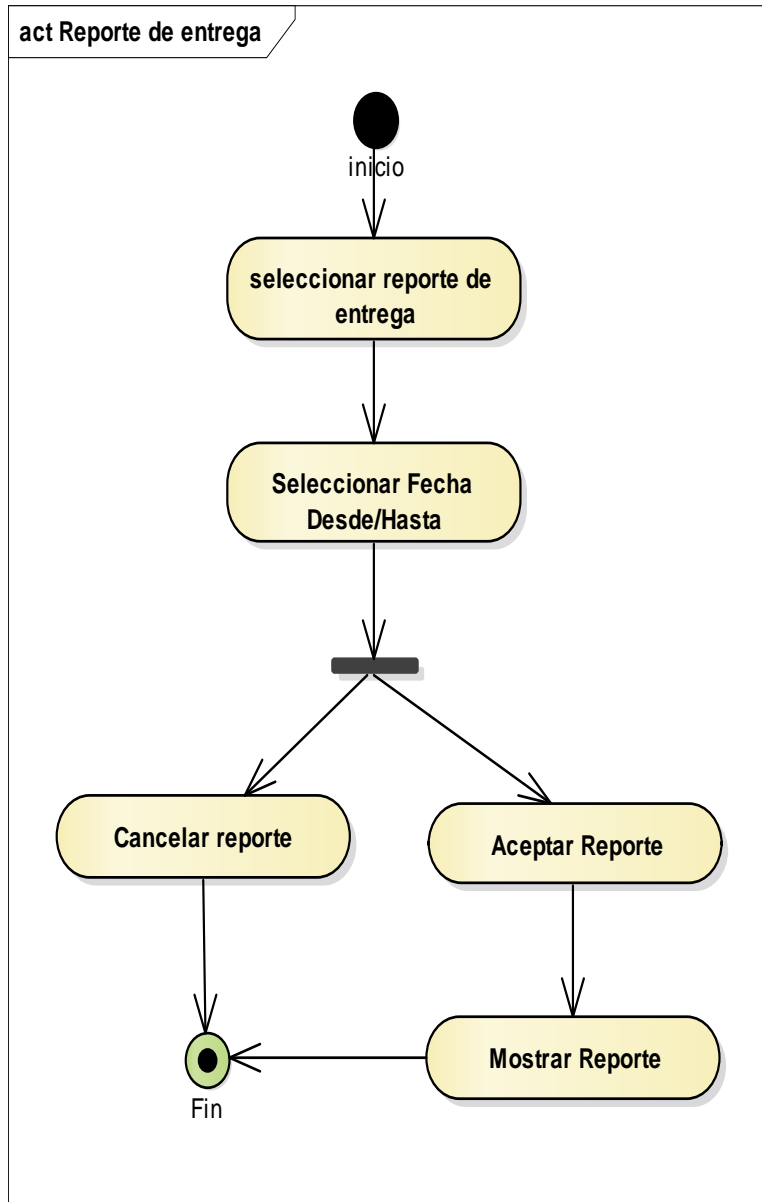 act Reporte de entrega
inicio
seleccionar reporte de
entrega
Seleccionar Fecha
Desde/Hasta
Cancelar reporte
Aceptar Reporte
Mostrar Reporte
Fin